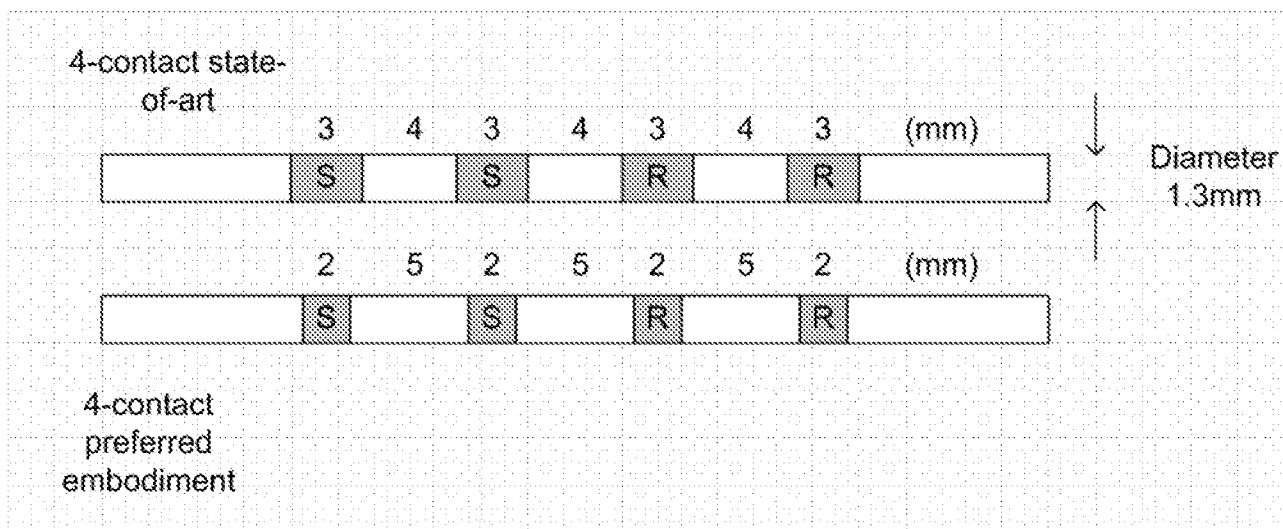 4-contact state-
of-art
3 4 3 4 3 4 3 (mm)
S S R R
Diameter
1.3mm
2 5 2 5 2 5 2 (mm)
S S R R
4-contact
preferred
embodiment